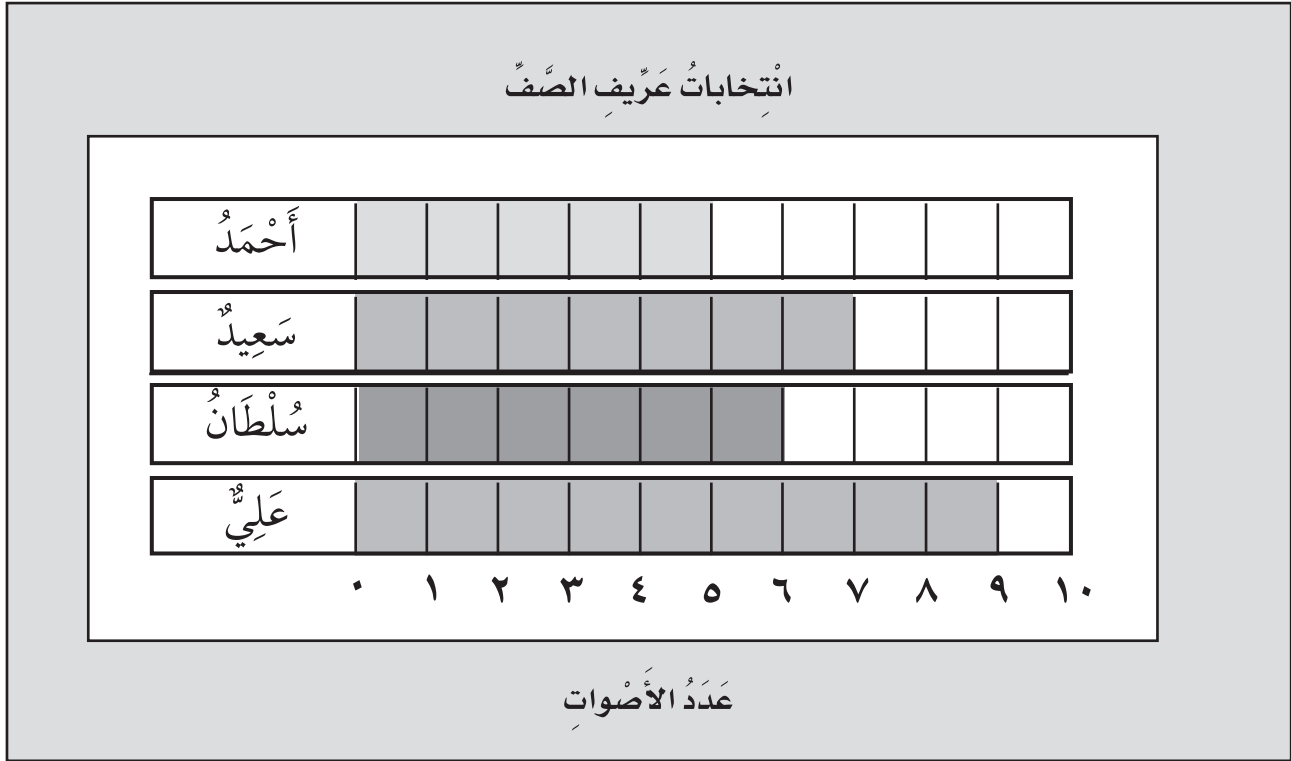 انْتِخاباتُ عَرِّيفِ الصَّفِّ
أَحْمَدُ
سَعِيدٌ
سُلْطَانُ
عَلِيٌّ
٠ ١ ٢ ٣ ٤ ٥ ٦ ٧ ٨ ٩ ١٠
عَدَدُ الأَصْواتِ